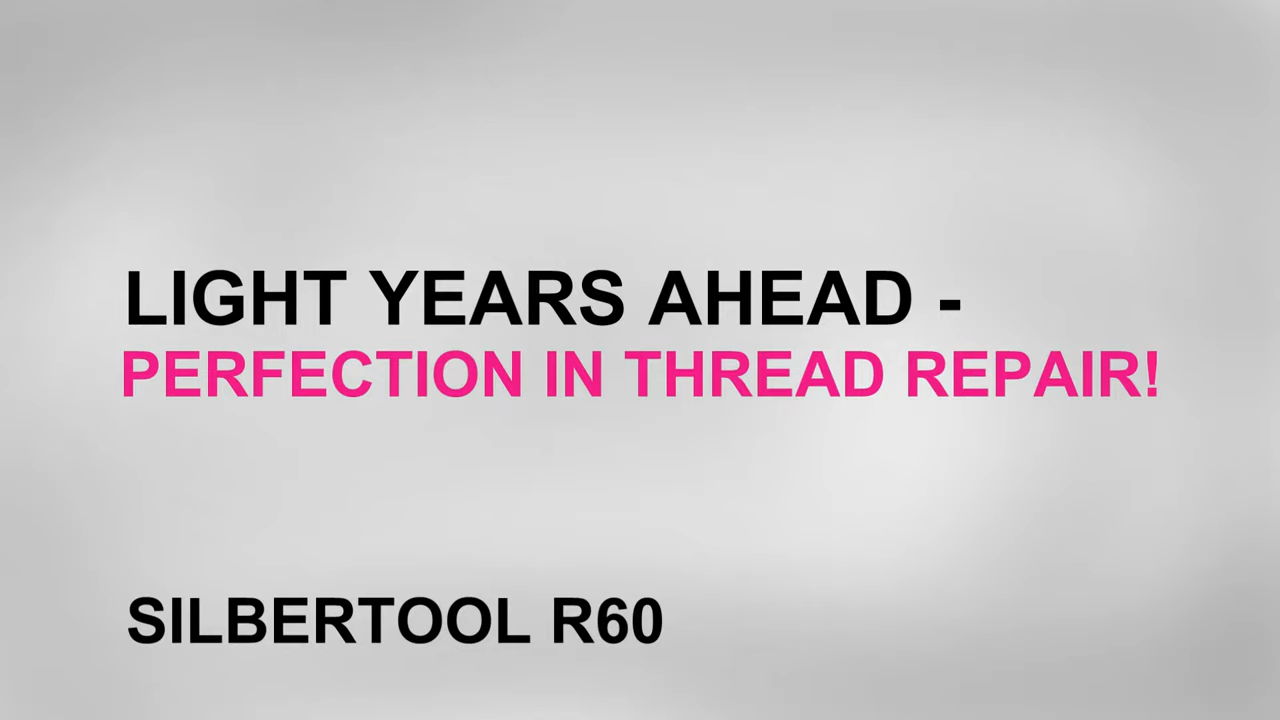 LIGHT YEARS AHEAD -
PERFECTION IN THREAD REPAIR!
SILBERTOOL R60